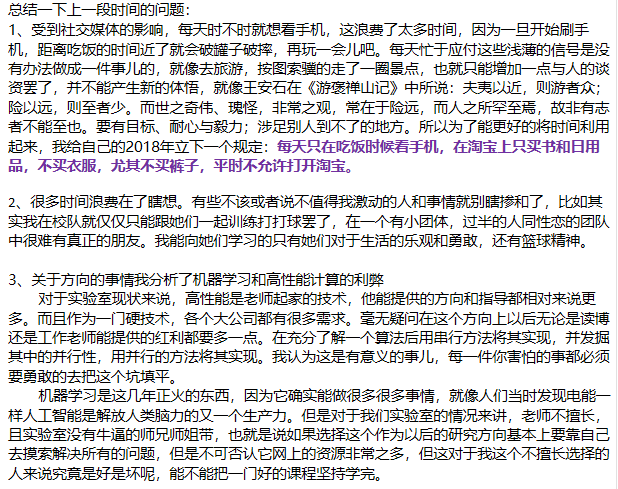 总结一下上一段时间的问题：
1、受到社交媒体的影响，每天时不时就想看手机，这浪费了太多时间，因为一旦开始刷手
机，距离吃饭的时间近了就会破罐子破摔，再玩一会儿吧。每天忙于应付这些浅薄的信号是没
有办法做成一件事儿的，就像去旅游，按图索骥的走了一圈景点，也就只能增加一点与人的谈
资罢了，并不能产生新的体悟，就像王安石在《游褒禅山记》中所说：夫夷以近，则游者众；
险以远，则至者少。而世之奇伟、瑰怪，非常之观，常在于险远，而人之所罕至焉，故非有志
者不能至也。要有目标、耐心与毅力；涉足别人到不了的地方。所以为了能更好的将时间利用
起来，我给自己的2018年立下一个规定：每天只在吃饭时候看手机，在淘宝上只买书和日用
品，不买衣服，尤其不买裤子，平时不允许打开淘宝。
2、很多时间浪费在了瞎想。有些不该或者说不值得我激动的人和事情就别瞎掺和了，比如其
实我在校队就仅仅只能跟她们一起训练打打球罢了，在一个有小团体，过半的人同性恋的团队
中很难有真正的朋友。我能向她们学习的只有她们对于生活的乐观和勇敢，还有篮球精神。
3、关于方向的事情我分析了机器学习和高性能计算的利弊
对于实验室现状来说，高性能是老师起家的技术，他能提供的方向和指导都相对来说更
多。而且作为一门硬技术，各个大公司都有很多需求。毫无疑问在这个方向上以后无论是读博
还是工作老师能提供的红利都要多一点。在充分了解一个算法后用串行方法将其实现，并发掘
其中的并行性，用并行的方法将其实现。我认为这是有意义的事儿，每一件你害怕的事都必须
要勇敢的去把这个坑填平。
机器学习是这几年正火的东西，因为它确实能做很多很多事情，就像人们当时发现电能一
样人工智能是解放人类脑力的又一个生产力。但是对于我们实验室的情况来讲，老师不擅长，
且实验室没有牛逼的师兄师姐带，也就是说如果选择这个作为以后的研究方向基本上要靠自己
去摸索解决所有的问题，但是不可否认它网上的资源非常之多，但这对于我这个不擅长选择的
人来说究竟是好是坏呢，能不能把一门好的课程坚持学完。